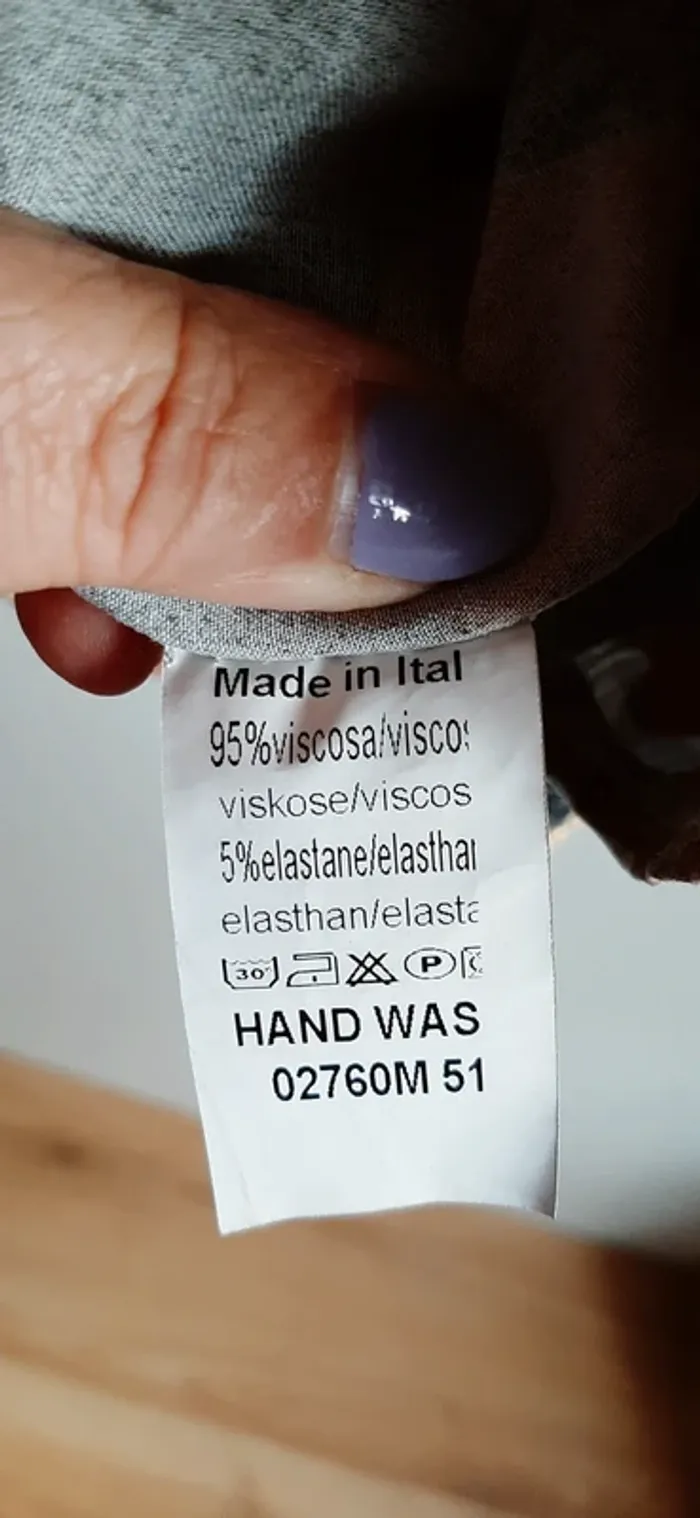 Made in Ital
95%viscosa/viscos
viskose/viscos
5%elastane/elasthan
elasthan/elasta
30°
P
HAND WAS
02760M 51